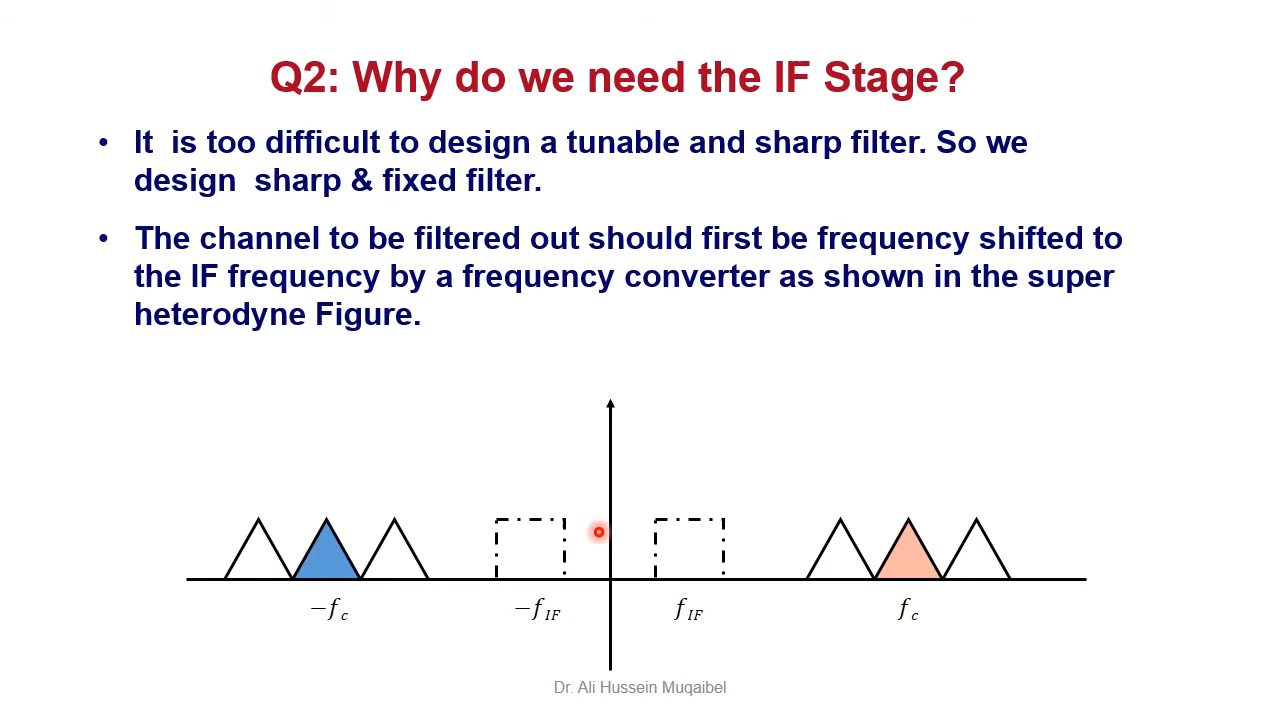 Q2: Why do we need the IF Stage?
• It  is too difficult to design a tunable and sharp filter. So we
design  sharp & fixed filter.
• The channel to be filtered out should first be frequency shifted to
the IF frequency by a frequency converter as shown in the super
heterodyne Figure.
−f_c −f_IF f_IF f_c
Dr. Ali Hussein Muqaibel